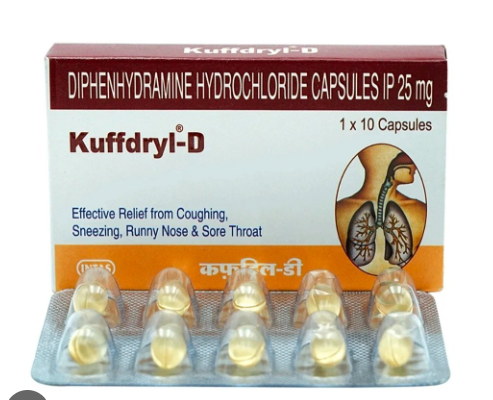 Kuffdryl-D
DIPHENHYDRAMINE HYDROCHLORIDE CAPSULES IP 25 mg
1 x 10 Capsules
Kuffdryl®-D
Effective Relief from Coughing,
Sneezing, Runny Nose & Sore Throat
INTAS
कफ्ड्रिल-डी